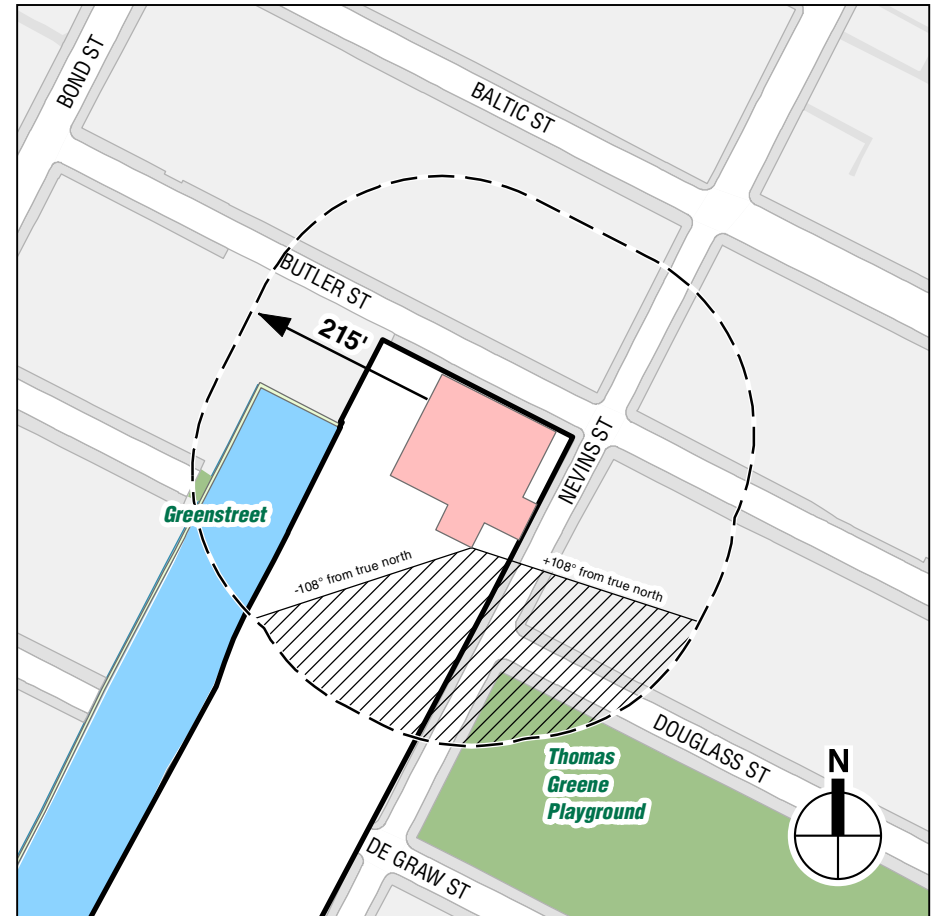 BOND ST
BALTIC ST
BUTLER ST
215'
NEVINS ST
Greenstreet
-108° from true north
+108° from true north
DOUGLASS ST
Thomas
Greene
Playground
N
DE GRAW ST